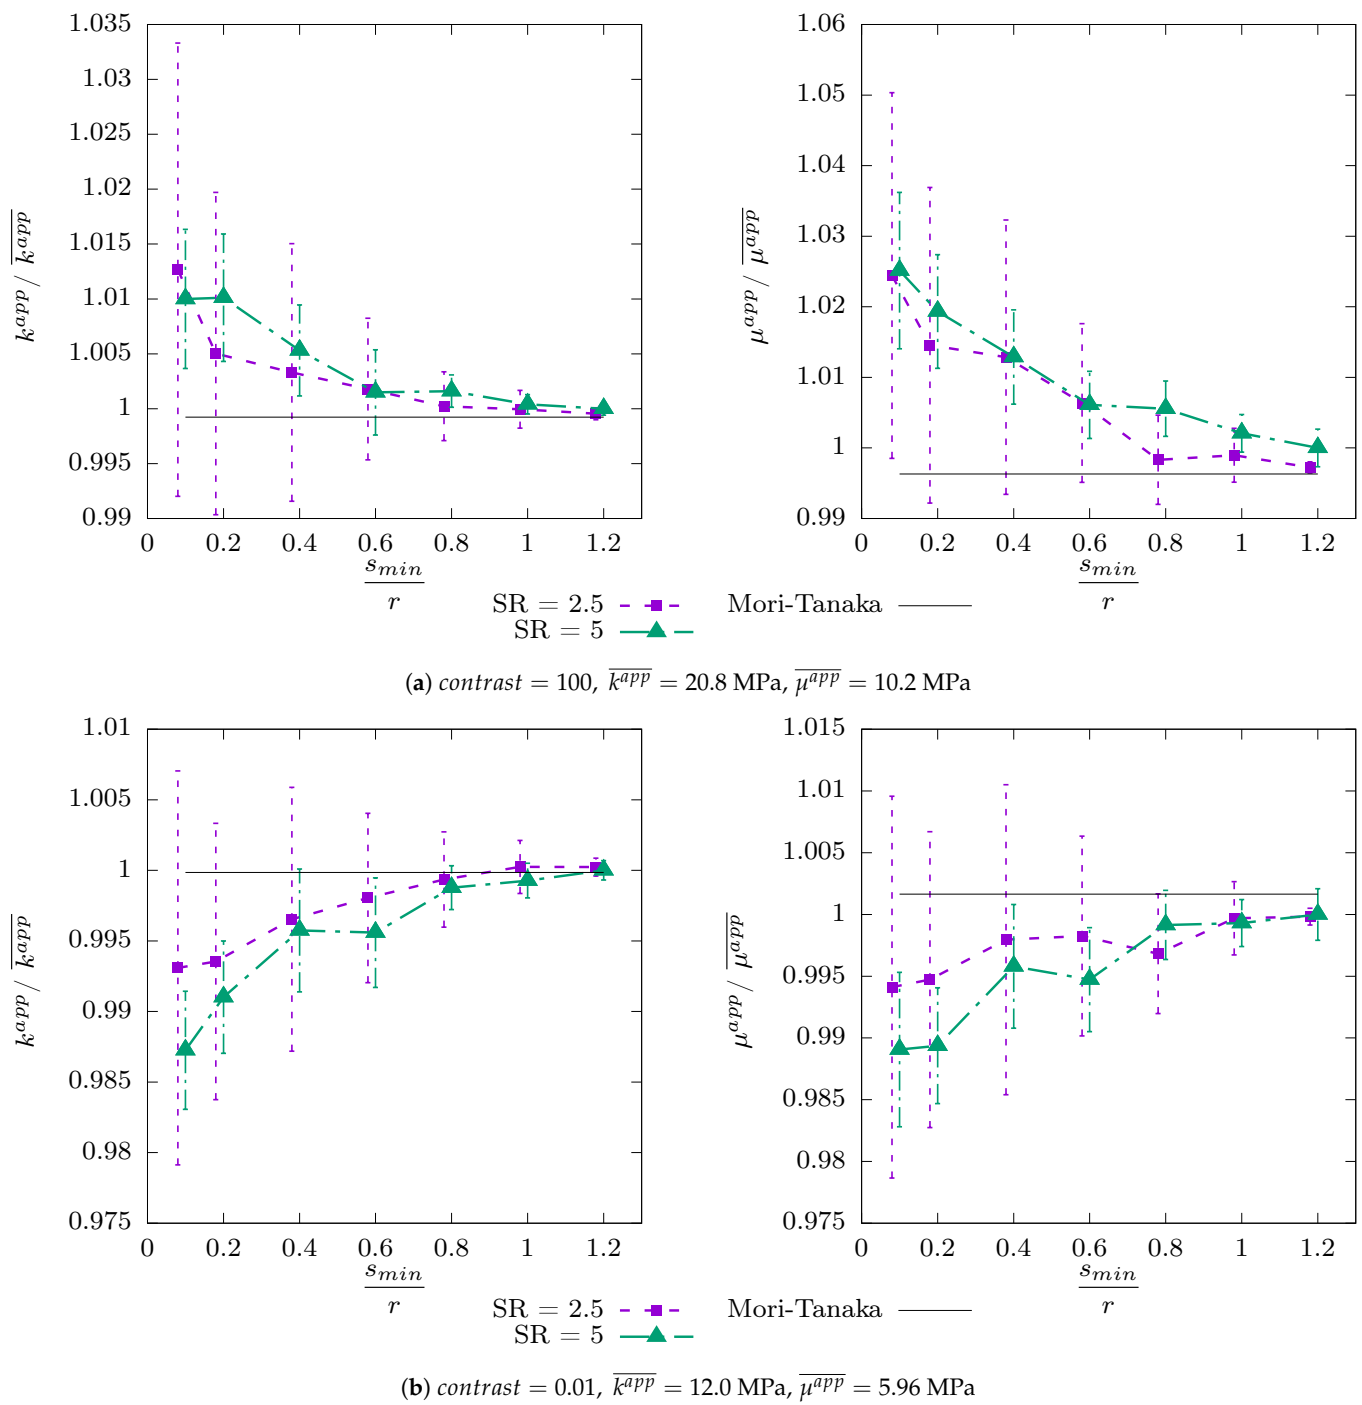 1.035
1.03
1.025
1.02
1.015
1.01
1.005
1
0.995
0.99
k^{app} / \overline{k^{app}}
0 0.2 0.4 0.6 0.8 1 1.2
s_{min}
r
1.06
1.05
1.04
1.03
1.02
1.01
1
0.99
μ^{app} / \overline{μ^{app}}
0 0.2 0.4 0.6 0.8 1 1.2
s_{min}
r
SR = 2.5 Mori-Tanaka
SR = 5
(a) contrast = 100, \overline{k^{app}} = 20.8 MPa, \overline{μ^{app}} = 10.2 MPa
1.01
1.005
1
0.995
0.99
0.985
0.98
0.975
k^{app} / \overline{k^{app}}
0 0.2 0.4 0.6 0.8 1 1.2
s_{min}
r
1.015
1.01
1.005
1
0.995
0.99
0.985
0.98
0.975
μ^{app} / \overline{μ^{app}}
0 0.2 0.4 0.6 0.8 1 1.2
s_{min}
r
SR = 2.5 Mori-Tanaka
SR = 5
(b) contrast = 0.01, \overline{k^{app}} = 12.0 MPa, \overline{μ^{app}} = 5.96 MPa